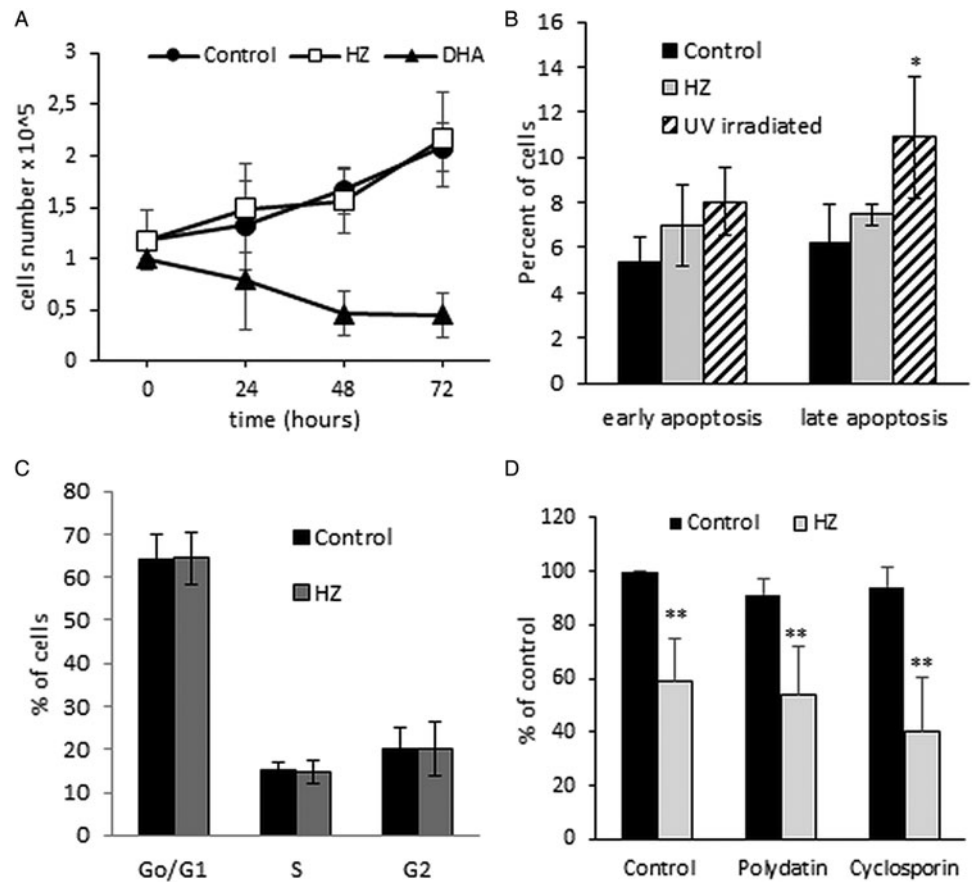 A
Control HZ DHA
3
2,5
2
1,5
1
0,5
0
cells number x 10^5
0 24 48 72
time (hours)
B
16
14
12
10
8
6
4
2
0
Percent of cells
Control
HZ
UV irradiated
*
early apoptosis late apoptosis
C
80
70
60
50
40
30
20
10
0
% of cells
Control
HZ
Go/G1 S G2
D
Control HZ
120
100
80
60
40
20
0
% of control
** ** **
Control Polydatin Cyclosporin